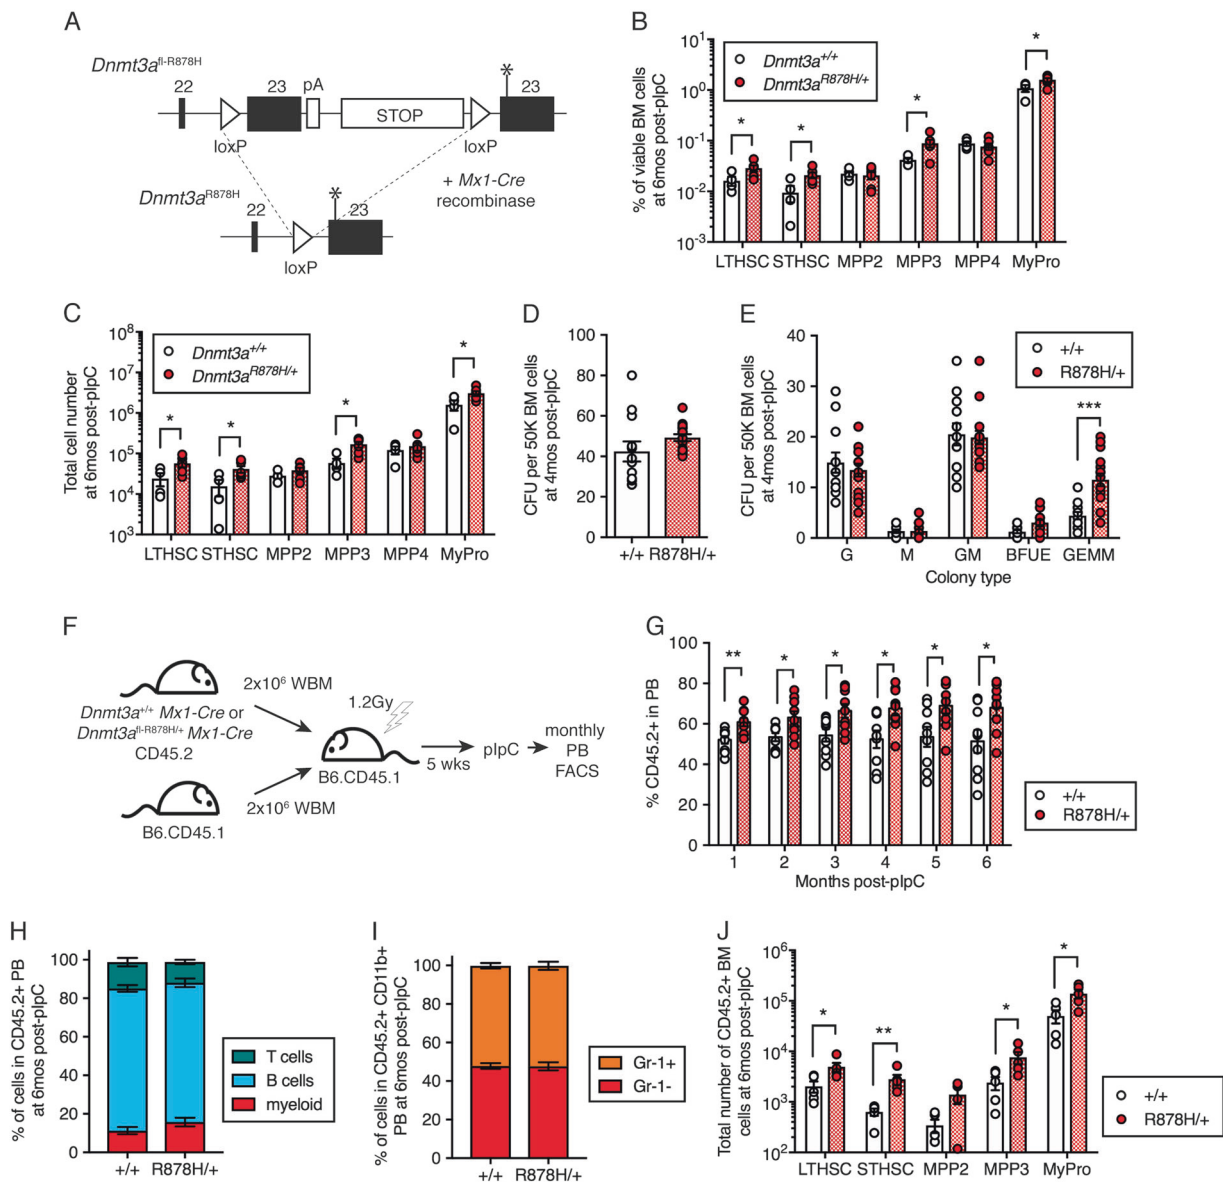 A
Dnmt3a^fl-R878H
22
23
pA
*
23
STOP
loxP
loxP
Dnmt3a^R878H
22
*
23
+ Mx1-Cre
recombinase
loxP
B
% of viable BM cells
at 6mos post-pIpC
10^1
10^0
10^-1
10^-2
10^-3
Dnmt3a^+/+
Dnmt3a^R878H/+
* * * *
LTHSC STHSC MPP2 MPP3 MPP4 MyPro
C
Total cell number
at 6mos post-pIpC
10^8
10^7
10^6
10^5
10^4
10^3
Dnmt3a^+/+
Dnmt3a^R878H/+
* * * *
LTHSC STHSC MPP2 MPP3 MPP4 MyPro
D
CFU per 50K BM cells
at 4mos post-pIpC
100
80
60
40
20
0
+/+ R878H/+
E
CFU per 50K BM cells
at 4mos post-pIpC
40
30
20
10
0
+/+
R878H/+
***
G M GM BFUE GEMM
Colony type
F
2x10^6 WBM
Dnmt3a^+/+ Mx1-Cre or
Dnmt3a^fl-R878H/+ Mx1-Cre
CD45.2
1.2Gy
B6.CD45.1
5 wks
pIpC
monthly
PB
FACS
2x10^6 WBM
B6.CD45.1
G
% CD45.2+ in PB
100
80
60
40
20
0
** * * * * *
1 2 3 4 5 6
Months post-pIpC
+/+
R878H/+
H
% of cells in CD45.2+ PB
at 6mos post-pIpC
100
80
60
40
20
0
+/+ R878H/+
T cells
B cells
myeloid
I
% of cells in CD45.2+ CD11b+
PB at 6mos post-pIpC
100
80
60
40
20
0
+/+ R878H/+
Gr-1+
Gr-1-
J
Total number of CD45.2+ BM
cells at 6mos post-pIpC
10^6
10^5
10^4
10^3
10^2
* ** * *
LTHSC STHSC MPP2 MPP3 MyPro
+/+
R878H/+